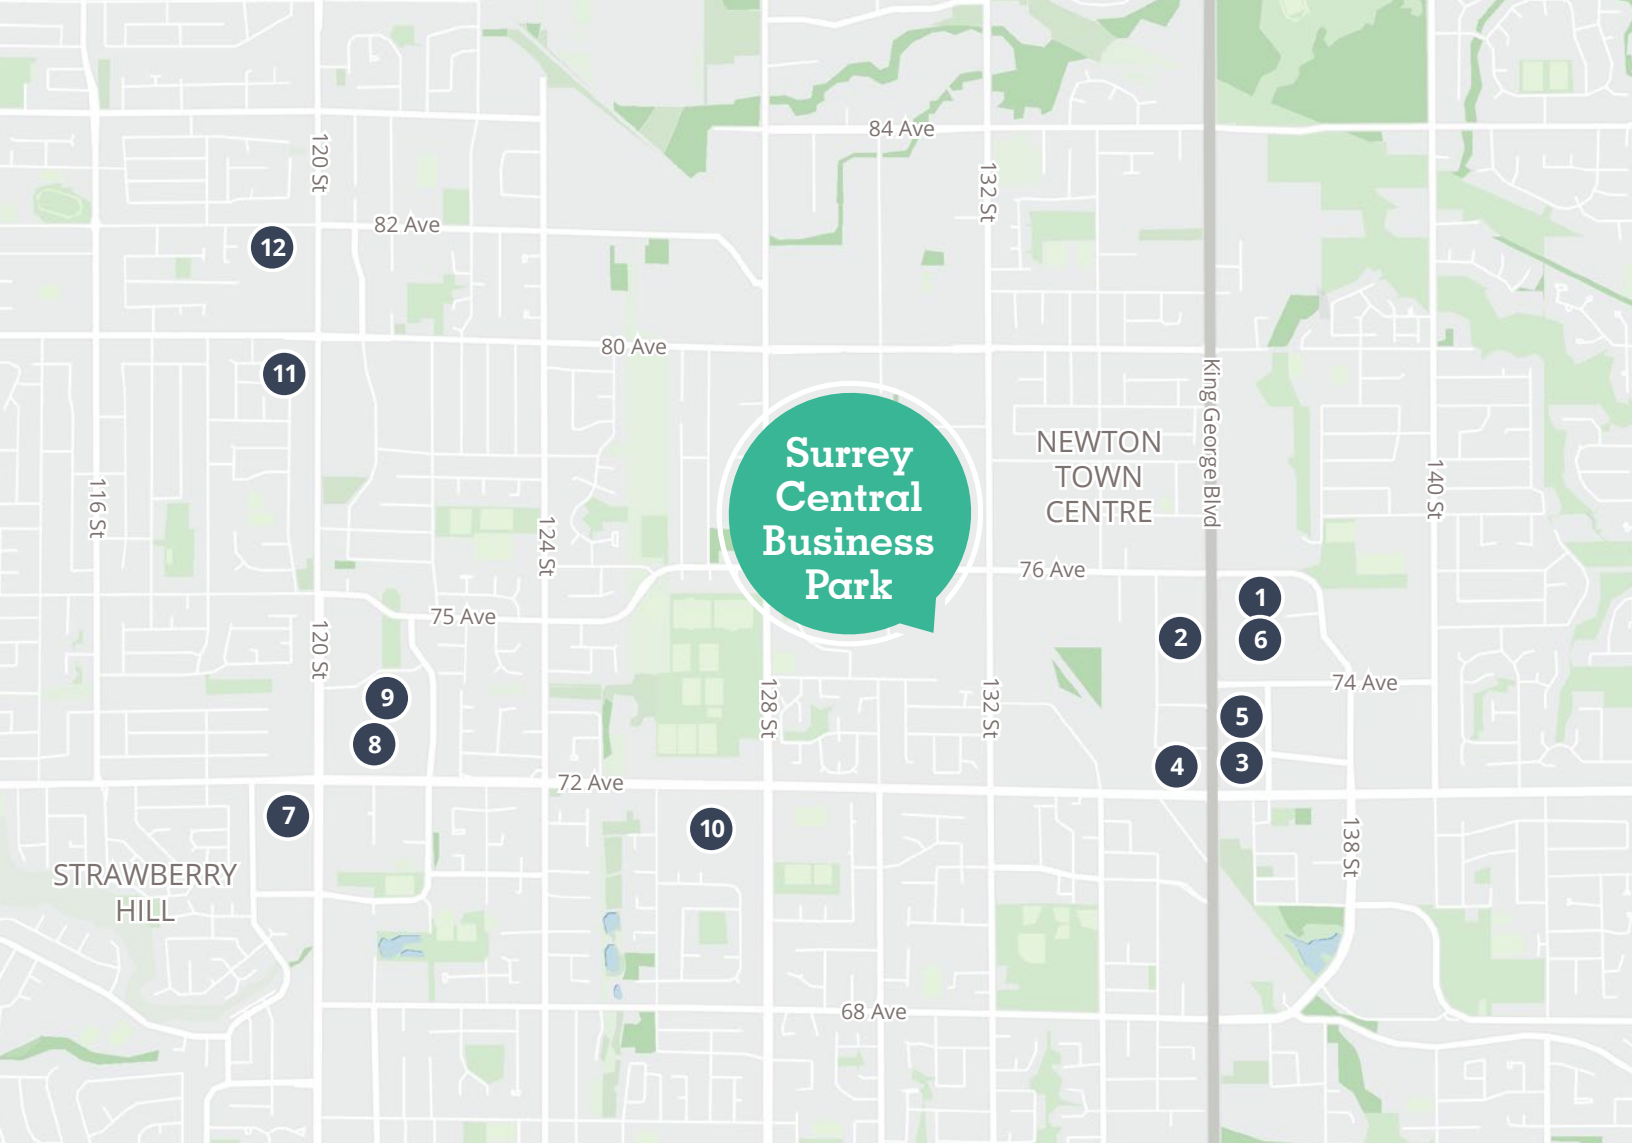 84 Ave
120 St
132 St
82 Ave
12
80 Ave
11
King George Blvd
Surrey
Central
Business
Park
NEWTON
TOWN
CENTRE
116 St
124 St
140 St
76 Ave
1
75 Ave
2
6
120 St
9
128 St
132 St
74 Ave
5
8
4
3
72 Ave
7
10
138 St
STRAWBERRY
HILL
68 Ave